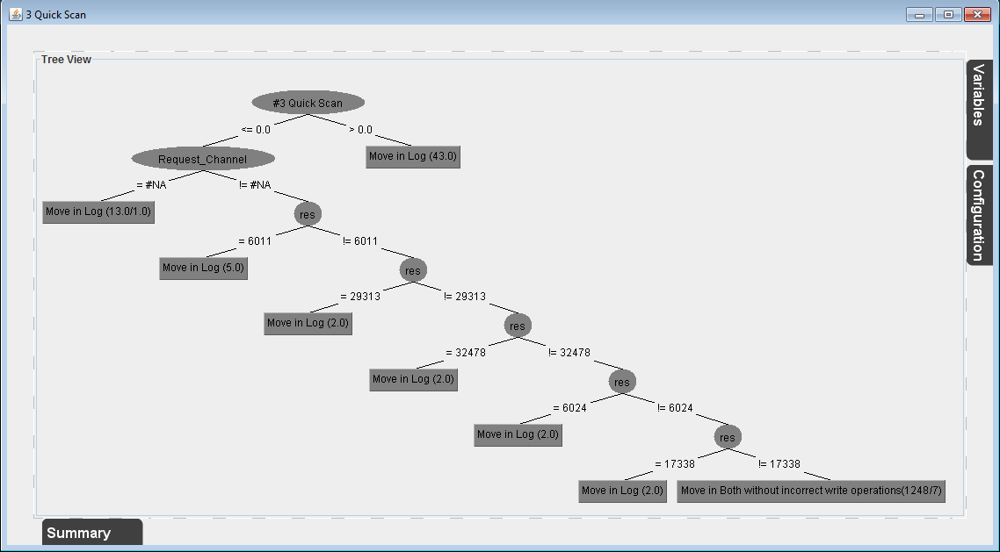 3 Quick Scan
Tree View
#3 Quick Scan
<= 0.0
> 0.0
Request_Channel
Move in Log (43.0)
= #NA
!= #NA
Move in Log (13.0/1.0)
res
= 6011
!= 6011
Move in Log (5.0)
res
= 29313
!= 29313
Move in Log (2.0)
res
= 32478
!= 32478
Move in Log (2.0)
res
= 6024
!= 6024
Move in Log (2.0)
res
= 17338
!= 17338
Move in Log (2.0)
Move in Both without incorrect write operations(1248/7)
Variables
Configuration
Summary